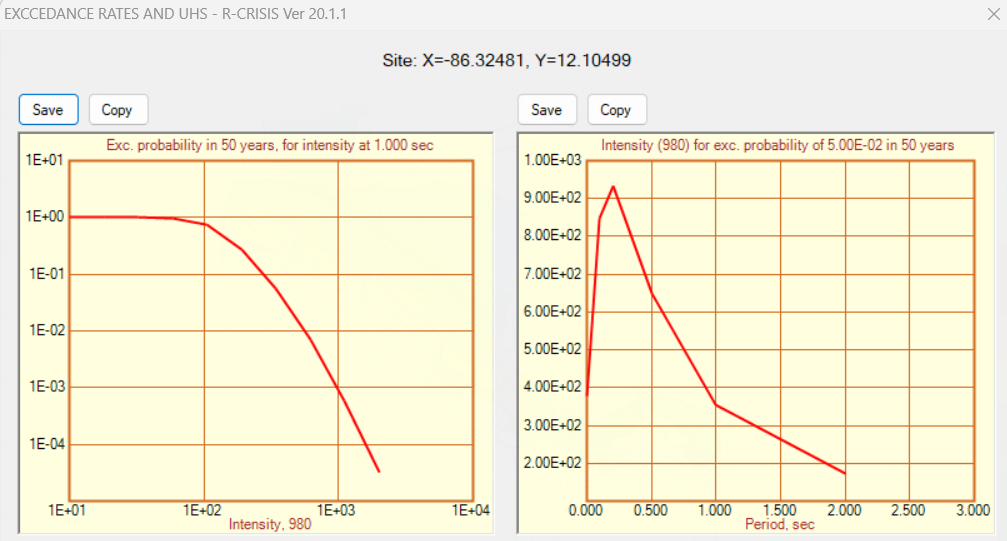 EXCCEDANCE RATES AND UHS - R-CRISIS Ver 20.1.1
Site: X=-86.32481, Y=12.10499
Save Copy
Exc. probability in 50 years, for intensity at 1.000 sec
1E+01
1E+00
1E-01
1E-02
1E-03
1E-04
1E+01 1E+02 1E+03 1E+04
Intensity, 980
Save Copy
Intensity (980) for exc. probability of 5.00E-02 in 50 years
1.00E+03
9.00E+02
8.00E+02
7.00E+02
6.00E+02
5.00E+02
4.00E+02
3.00E+02
2.00E+02
0.000 0.500 1.000 1.500 2.000 2.500 3.000
Period, sec